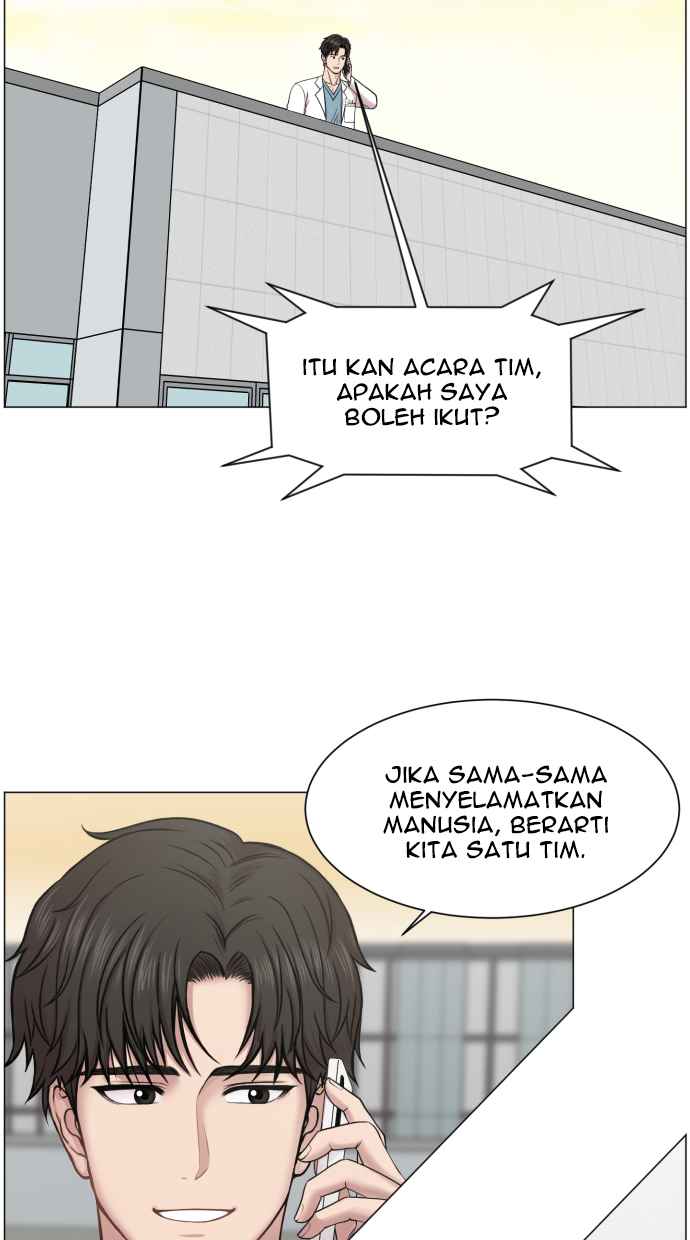 ITU KAN ACARA TIM,
APAKAH SAYA
BOLEH IKUT?
JIKA SAMA-SAMA
MENYELAMATKAN
MANUSIA, BERARTI
KITA SATU TIM.